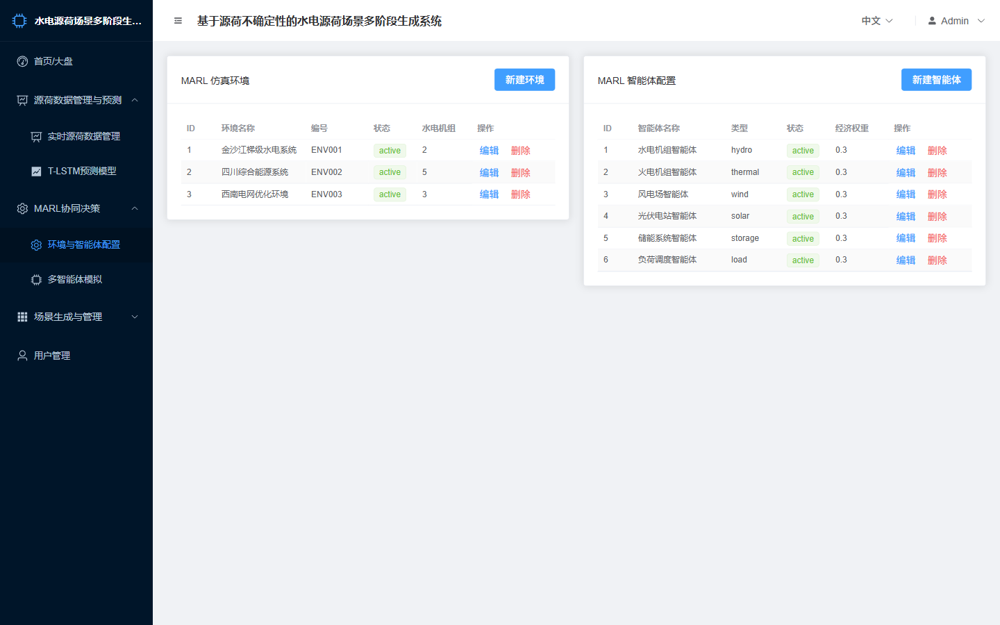 水电源荷场景多阶段生...
基于源荷不确定性的水电源荷场景多阶段生成系统
中文
Admin
首页/大盘
源荷数据管理与预测
实时源荷数据管理
T-LSTM预测模型
MARL协同决策
环境与智能体配置
多智能体模拟
场景生成与管理
用户管理
MARL 仿真环境
新建环境
ID 环境名称 编号 状态 水电机组 操作
1 金沙江梯级水电系统 ENV001 active 2 编辑 删除
2 四川综合能源系统 ENV002 active 5 编辑 删除
3 西南电网优化环境 ENV003 active 3 编辑 删除
MARL 智能体配置
新建智能体
ID 智能体名称 类型 状态 经济权重 操作
1 水电机组智能体 hydro active 0.3 编辑 删除
2 火电机组智能体 thermal active 0.3 编辑 删除
3 风电场智能体 wind active 0.3 编辑 删除
4 光伏电站智能体 solar active 0.3 编辑 删除
5 储能系统智能体 storage active 0.3 编辑 删除
6 负荷调度智能体 load active 0.3 编辑 删除